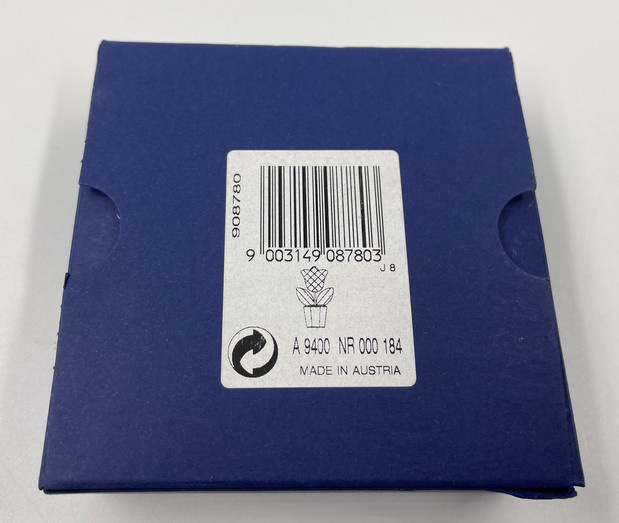 908780
9 003149 087803
J 8
A 9400 NR 000 184
MADE IN AUSTRIA